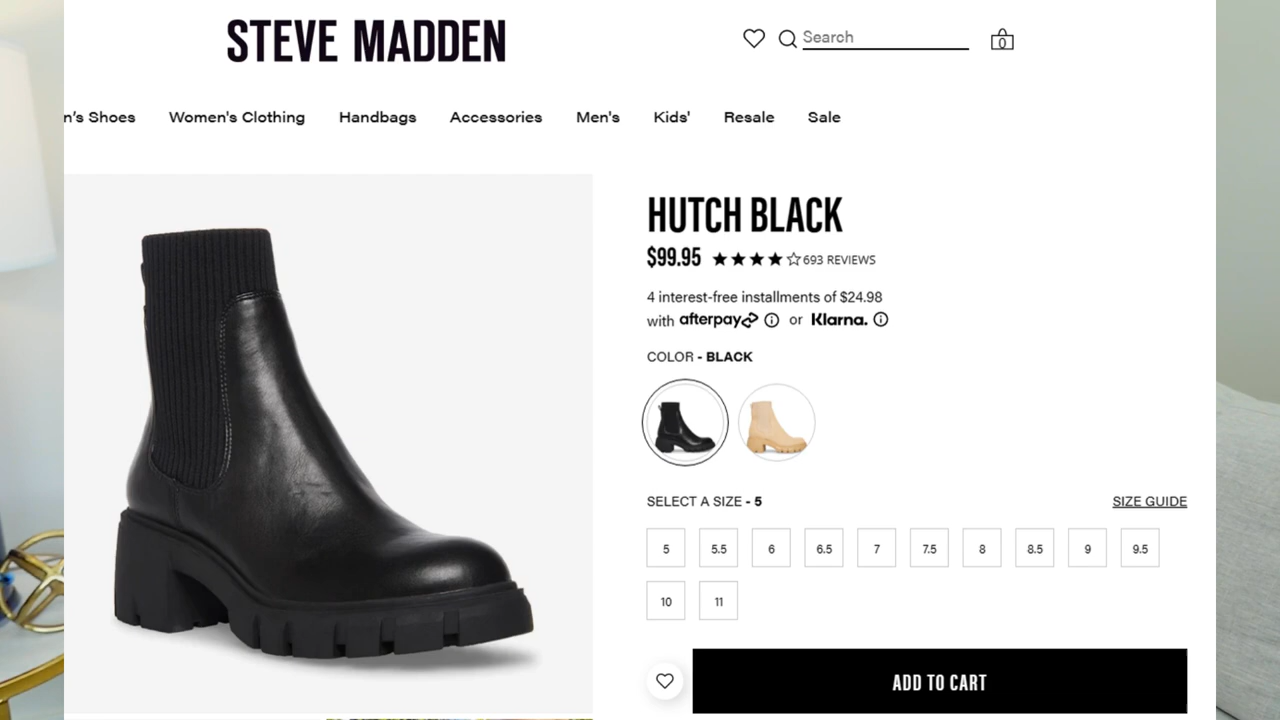 STEVE MADDEN
Search
0
n's Shoes Women's Clothing Handbags Accessories Men's Kids' Resale Sale
HUTCH BLACK
$99.95 693 REVIEWS
4 interest-free installments of $24.98
with afterpay or Klarna.
COLOR - BLACK
SELECT A SIZE - 5 SIZE GUIDE
5 5.5 6 6.5 7 7.5 8 8.5 9 9.5
10 11
ADD TO CART